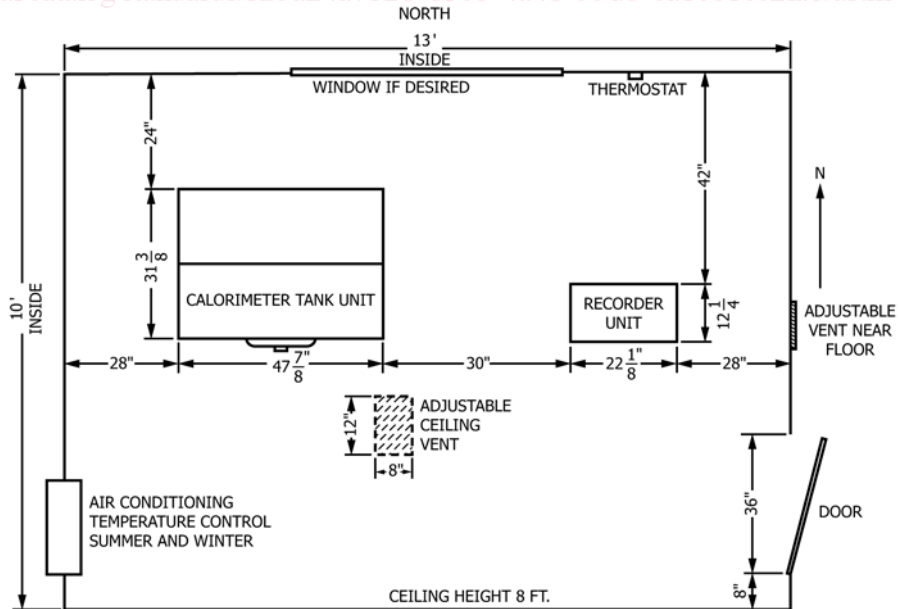 NORTH
13'
INSIDE
WINDOW IF DESIRED
THERMOSTAT
24"
42"
N
31 3/8
CALORIMETER TANK UNIT
RECORDER
UNIT
12 1/4
ADJUSTABLE
VENT NEAR
FLOOR
10'
INSIDE
28"
47 7/8"
30"
22 1/8"
28"
12"
ADJUSTABLE
CEILING
VENT
8"
AIR CONDITIONING
TEMPERATURE CONTROL
SUMMER AND WINTER
36"
DOOR
8"
CEILING HEIGHT 8 FT.